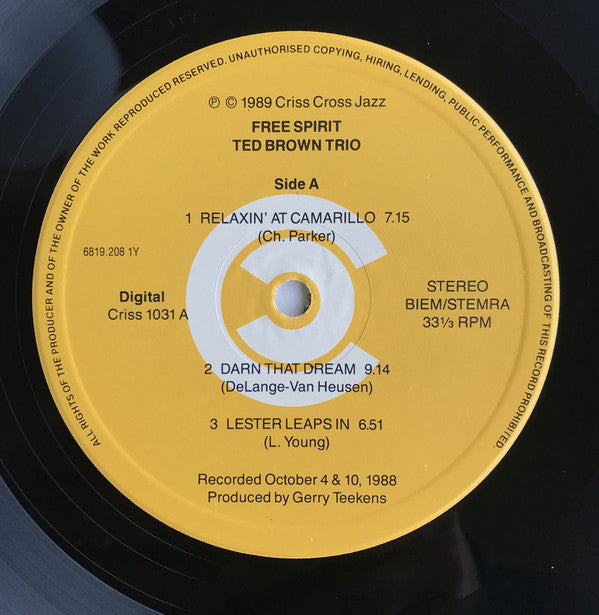 ALL RIGHTS OF THE PRODUCER AND OF THE OWNER OF THE WORK REPRODUCED RESERVED. UNAUTHORISED COPYING, HIRING, LENDING, PUBLIC PERFORMANCE AND BROADCASTING OF THIS RECORD PROHIBITED.
℗ © 1989 Criss Cross Jazz
FREE SPIRIT
TED BROWN TRIO
Side A
1 RELAXIN' AT CAMARILLO 7.15
(Ch. Parker)
6819.208 1Y
Digital
Criss 1031 A
STEREO
BIEM/STEMRA
33⅓ RPM
2 DARN THAT DREAM 9.14
(DeLange-Van Heusen)
3 LESTER LEAPS IN 6.51
(L. Young)
Recorded October 4 & 10, 1988
Produced by Gerry Teekens